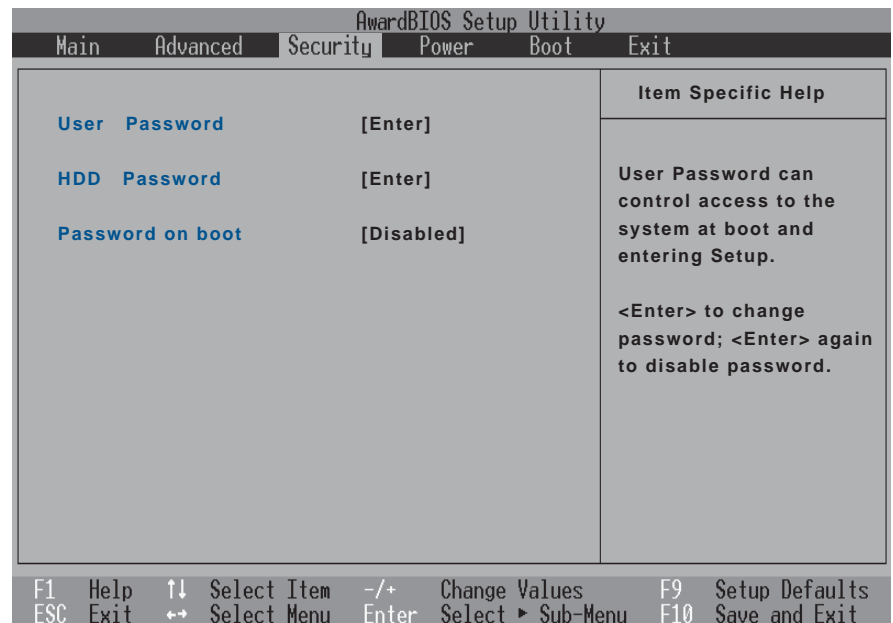 AwardBIOS Setup Utility
Main Advanced Security Power Boot Exit
Item Specific Help
User Password [Enter]
HDD Password [Enter]
Password on boot [Disabled]
User Password can
control access to the
system at boot and
entering Setup.
<Enter> to change
password; <Enter> again
to disable password.
F1 Help ↑↓ Select Item -/+ Change Values F9 Setup Defaults
ESC Exit ←→ Select Menu Enter Select ► Sub-Menu F10 Save and Exit